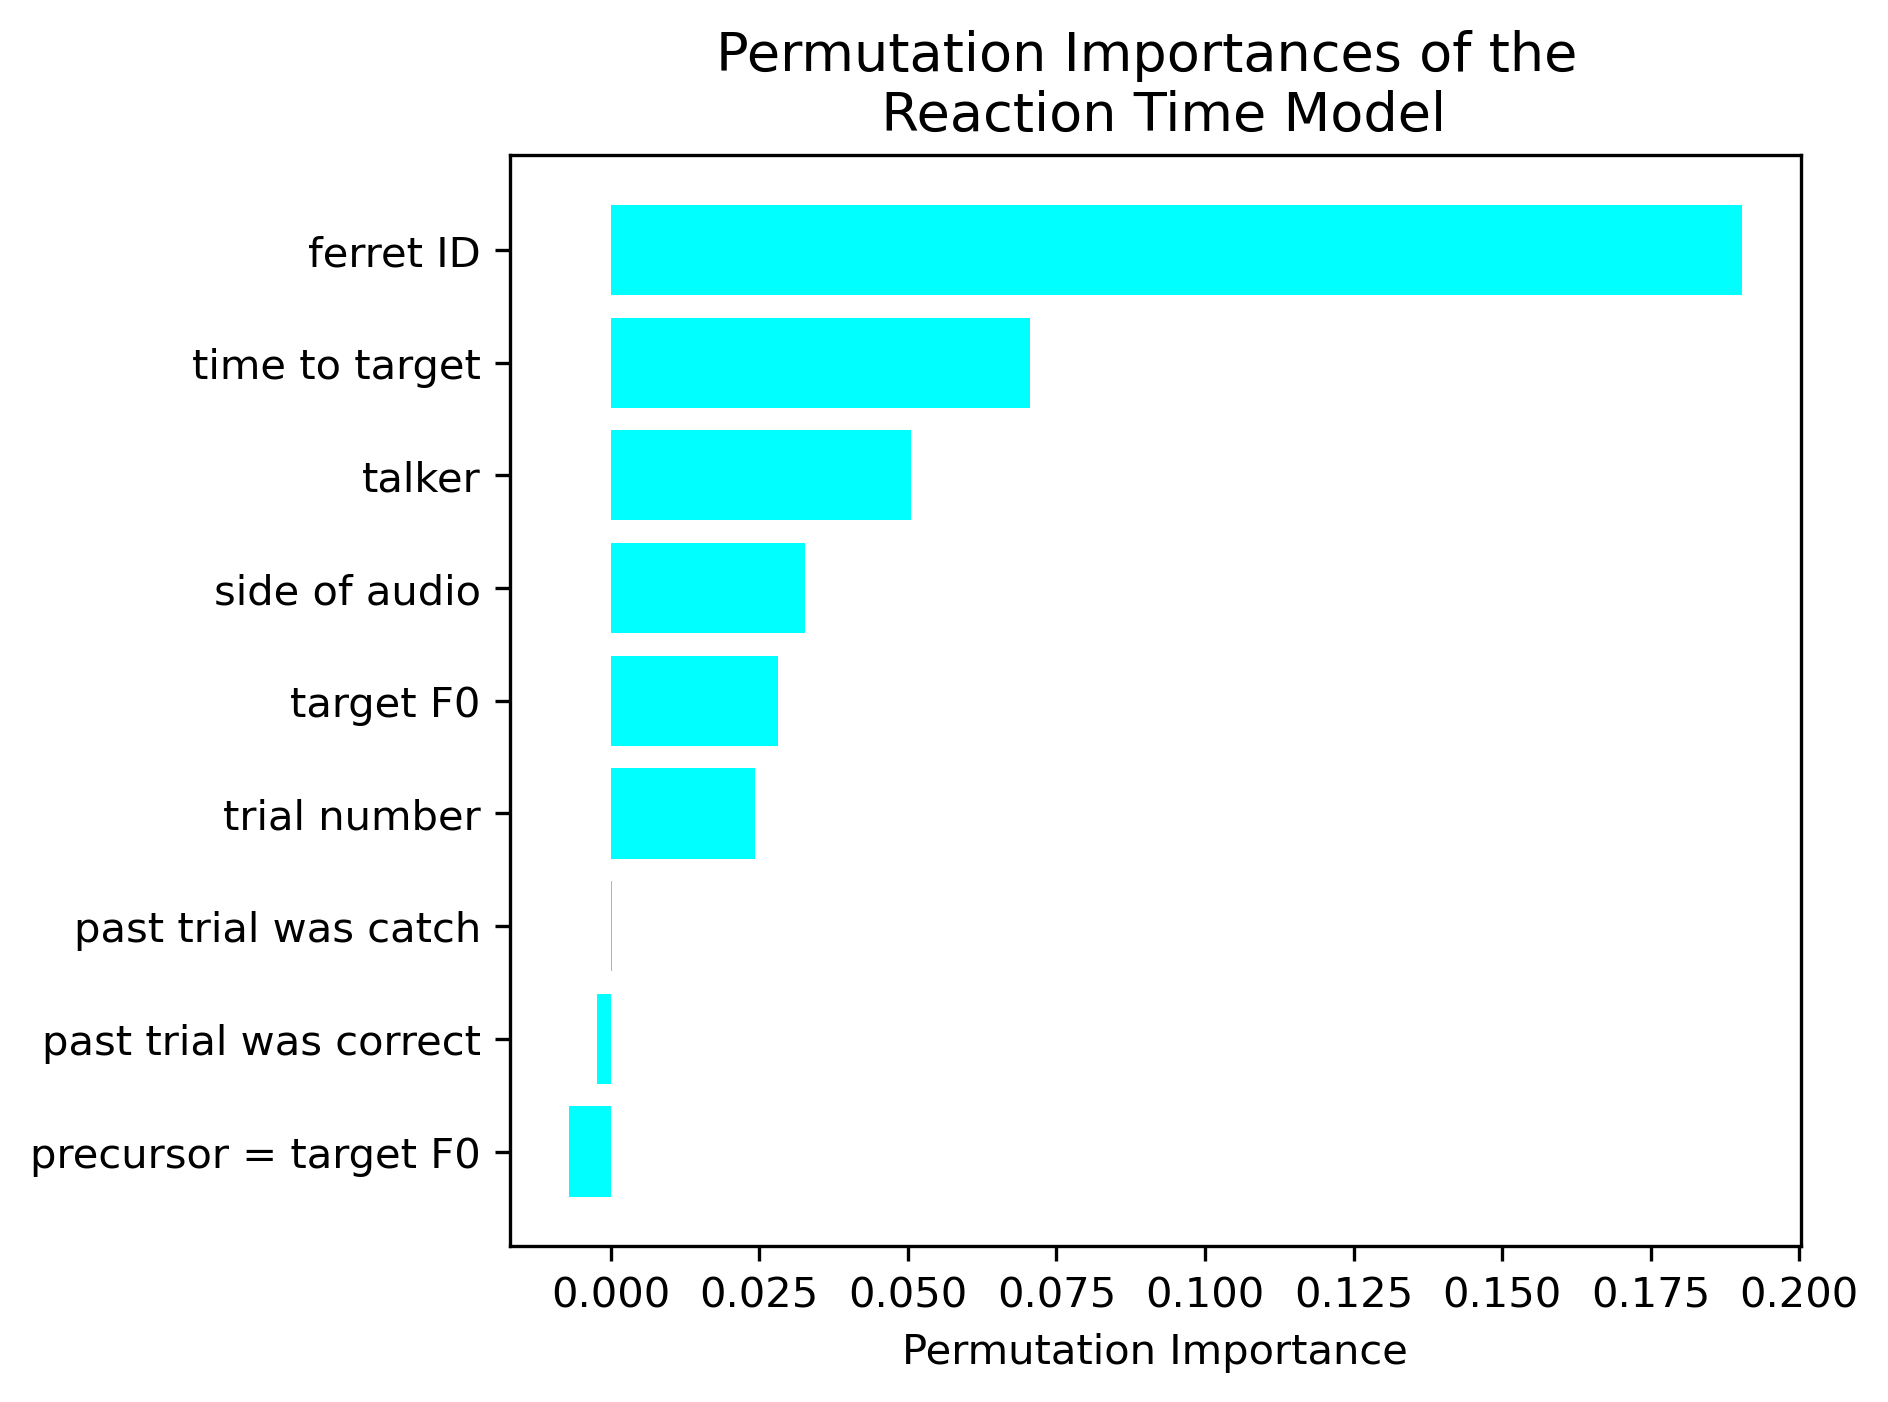 Permutation Importances of the
Reaction Time Model
ferret ID
time to target
talker
side of audio
target F0
trial number
past trial was catch
past trial was correct
precursor = target F0
0.000 0.025 0.050 0.075 0.100 0.125 0.150 0.175 0.200
Permutation Importance